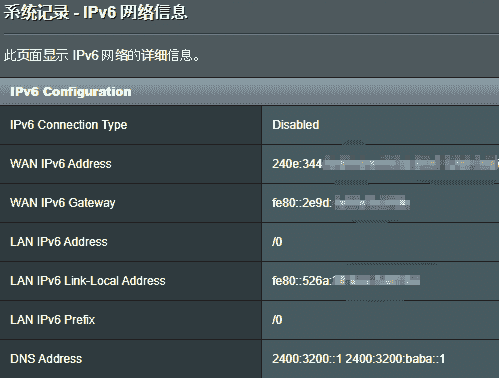 系统记录 - IPv6 网络信息
此页面显示 IPv6 网络的详细信息。
IPv6 Configuration
IPv6 Connection Type Disabled
WAN IPv6 Address 240e:344
WAN IPv6 Gateway fe80::2e9d:
LAN IPv6 Address /0
LAN IPv6 Link-Local Address fe80::526a:
LAN IPv6 Prefix /0
DNS Address 2400:3200::1 2400:3200:baba::1